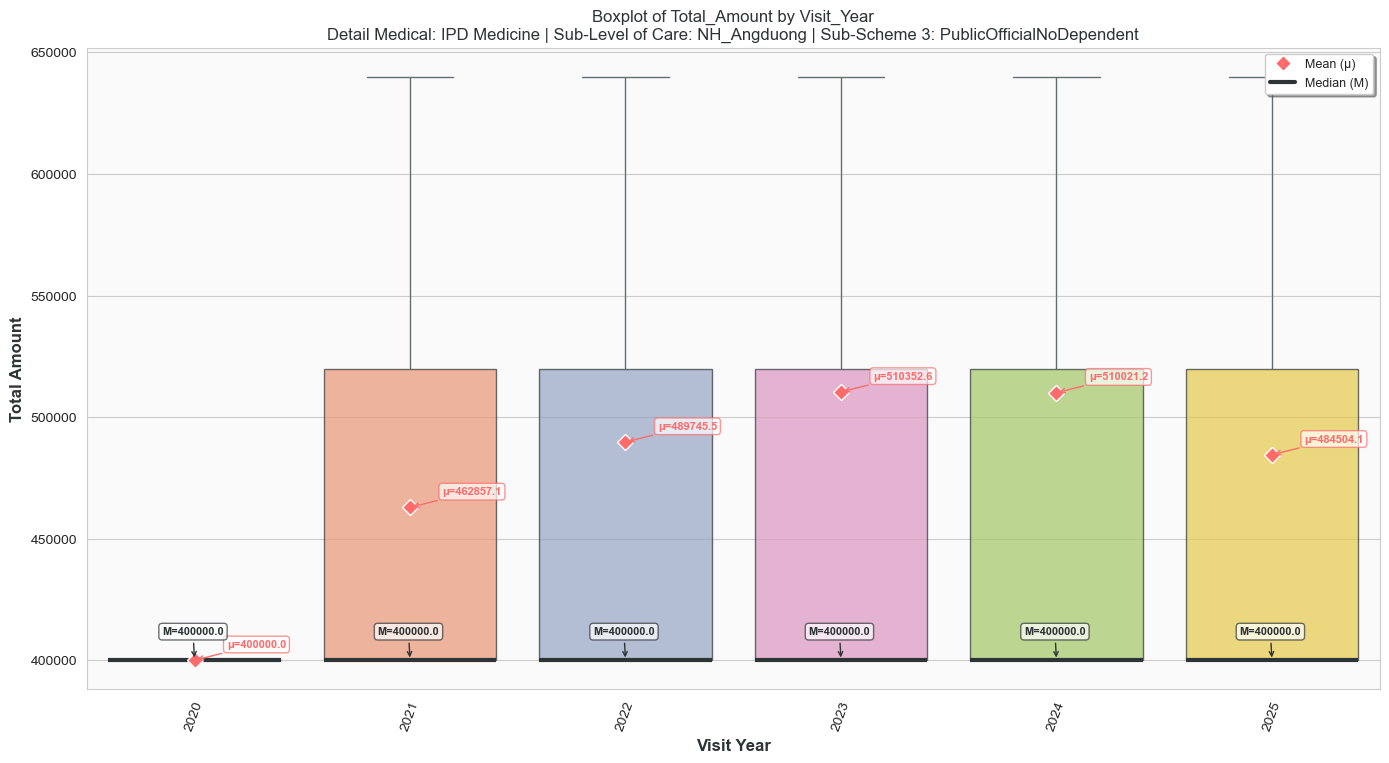 Boxplot of Total_Amount by Visit_Year
Detail Medical: IPD Medicine | Sub-Level of Care: NH_Angduong | Sub-Scheme 3: PublicOfficialNoDependent
Mean (μ)
Median (M)
Total Amount
650000
600000
550000
500000
450000
400000
M=400000.0
μ=400000.0
μ=462857.1
M=400000.0
μ=489745.5
M=400000.0
μ=510352.6
M=400000.0
μ=510021.2
M=400000.0
μ=484504.1
M=400000.0
2020
2021
2022
2023
2024
2025
Visit Year